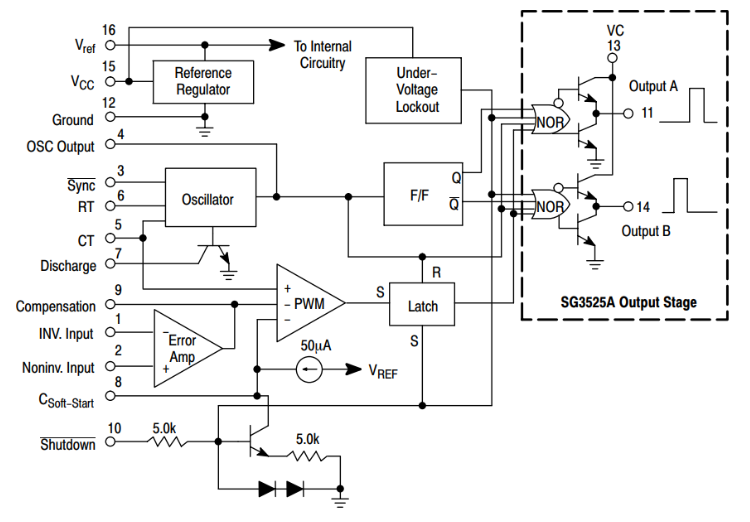 16
Vref
To Internal
Circuitry
15
VCC
Reference
Regulator
12
Ground
4
OSC Output
Under-
Voltage
Lockout
VC
13
Output A
NOR
11
3
Sync
6
RT
Oscillator
5
CT
7
Discharge
F/F
Q
Q
NOR
14
Output B
SG3525A Output Stage
9
Compensation
1
INV. Input
2
Noninv. Input
8
CSoft-Start
+
-
-
PWM
S
R
Latch
S
-
Error
Amp
+
50μA
VREF
10
Shutdown
5.0k
5.0k